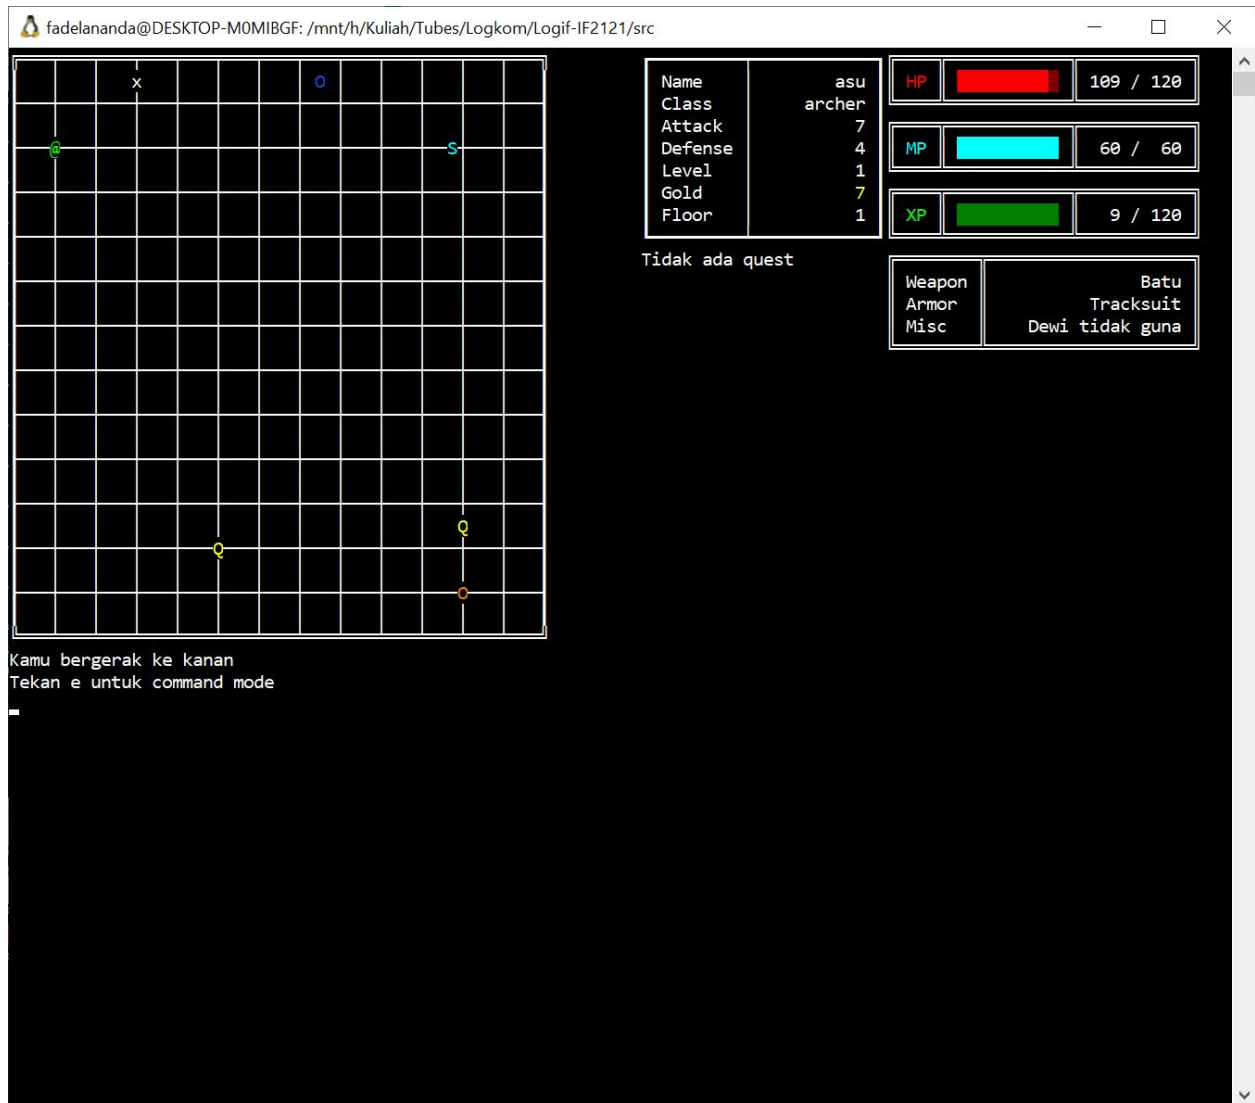 fadelananda@DESKTOP-M0MIBGF: /mnt/h/Kuliah/Tubes/Logkom/Logif-IF2121/src
x O
@ S
Q
Q
O
Kamu bergerak ke kanan
Tekan e untuk command mode
Name asu
Class archer
Attack 7
Defense 4
Level 1
Gold 7
Floor 1
Tidak ada quest
HP 109 / 120
MP 60 / 60
XP 9 / 120
Weapon Batu
Armor Tracksuit
Misc Dewi tidak guna